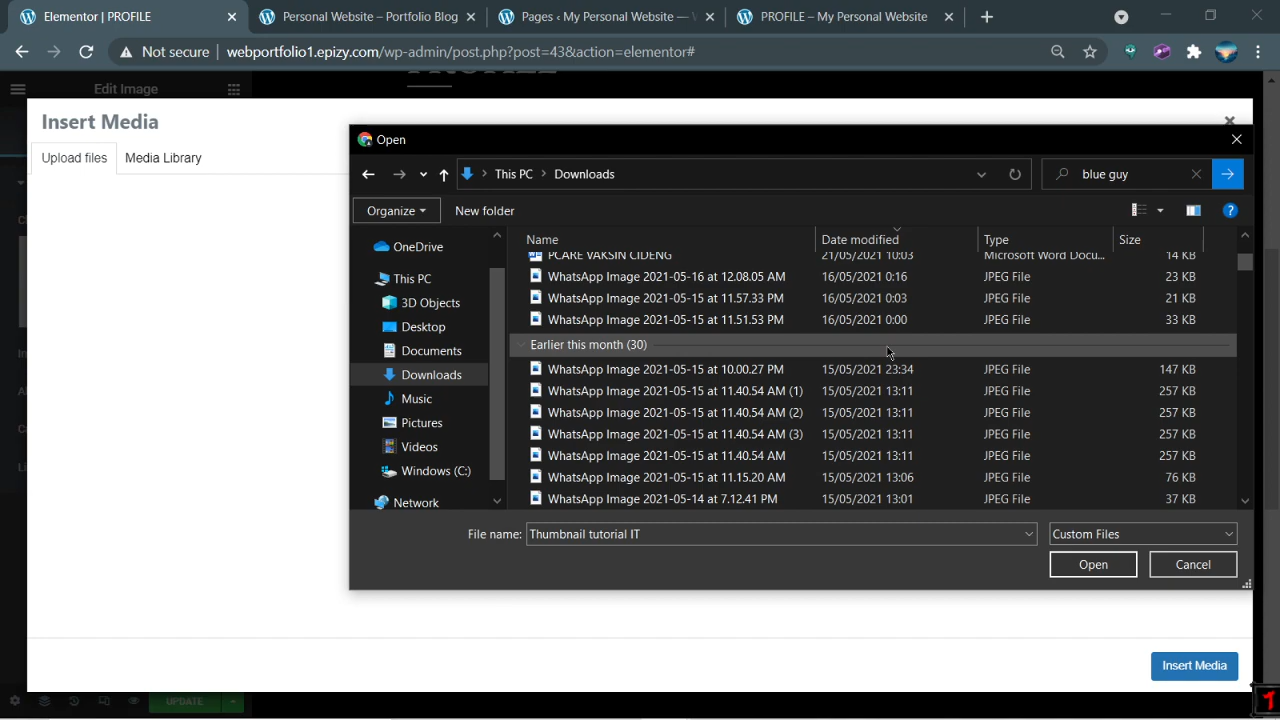 Elementor | PROFILE
Personal Website – Portfolio Blog
Pages ‹ My Personal Website —
PROFILE – My Personal Website
Not secure
webportfolio1.epizy.com/wp-admin/post.php?post=43&action=elementor#
PROFILE
Edit Image
Insert Media
Upload files
Media Library
Open
This PC
Downloads
blue guy
Organize
New folder
OneDrive
This PC
3D Objects
Desktop
Documents
Downloads
Music
Pictures
Videos
Windows (C:)
Network
Name
Date modified
Type
Size
PCARE VAKSIN CIDENG 21/05/2021 10:03 Microsoft Word Docu... 14 KB
WhatsApp Image 2021-05-16 at 12.08.05 AM 16/05/2021 0:16 JPEG File 23 KB
WhatsApp Image 2021-05-15 at 11.57.33 PM 16/05/2021 0:03 JPEG File 21 KB
WhatsApp Image 2021-05-15 at 11.51.53 PM 16/05/2021 0:00 JPEG File 33 KB
Earlier this month (30)
WhatsApp Image 2021-05-15 at 10.00.27 PM 15/05/2021 23:34 JPEG File 147 KB
WhatsApp Image 2021-05-15 at 11.40.54 AM (1) 15/05/2021 13:11 JPEG File 257 KB
WhatsApp Image 2021-05-15 at 11.40.54 AM (2) 15/05/2021 13:11 JPEG File 257 KB
WhatsApp Image 2021-05-15 at 11.40.54 AM (3) 15/05/2021 13:11 JPEG File 257 KB
WhatsApp Image 2021-05-15 at 11.40.54 AM 15/05/2021 13:11 JPEG File 257 KB
WhatsApp Image 2021-05-15 at 11.15.20 AM 15/05/2021 13:06 JPEG File 76 KB
WhatsApp Image 2021-05-14 at 7.12.41 PM 15/05/2021 13:01 JPEG File 37 KB
File name: Thumbnail tutorial IT
Custom Files
Open
Cancel
Insert Media
UPDATE
1